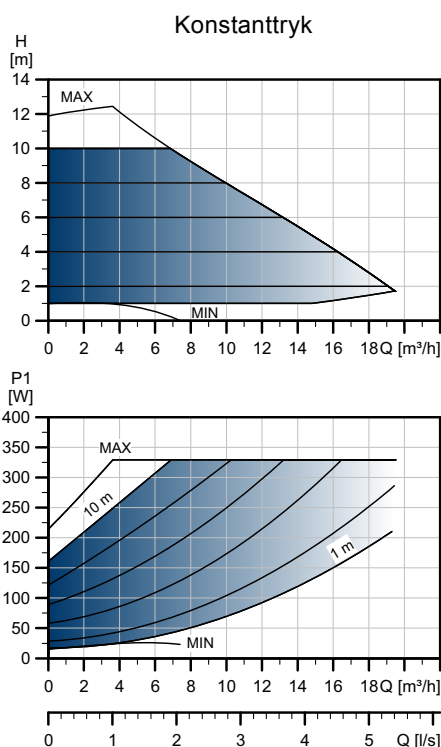 Konstanttryk
H
[m]
14
12
10
8
6
4
2
0
MAX
MIN
0 2 4 6 8 10 12 14 16 18 Q [m³/h]
P1
[W]
400
350
300
250
200
150
100
50
0
MAX
10 m
1 m
MIN
0 2 4 6 8 10 12 14 16 18 Q [m³/h]
0 1 2 3 4 5 Q [l/s]